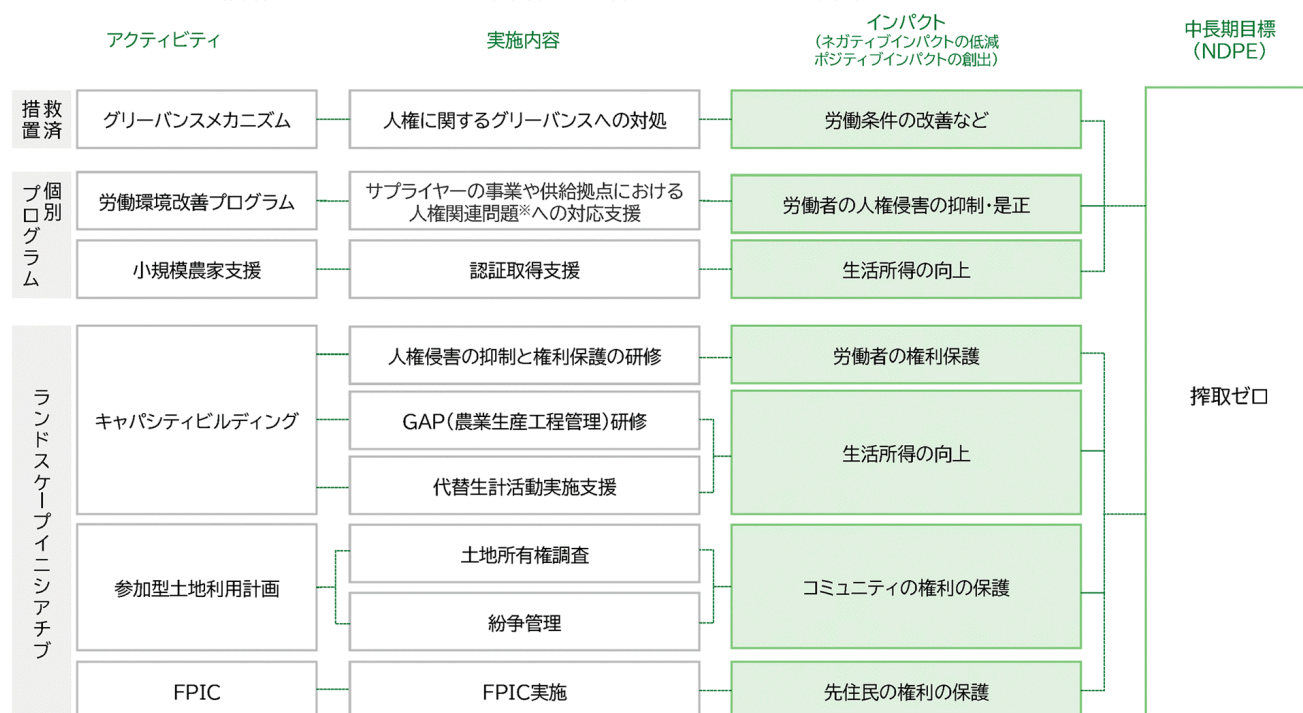 アクティビティ
実施内容
インパクト
（ネガティブインパクトの低減
ポジティブインパクトの創出）
中長期目標
（NDPE）
救済措置
グリーバンスメカニズム
人権に関するグリーバンスへの対処
労働条件の改善など
個別プログラム
労働環境改善プログラム
サプライヤーの事業や供給拠点における
人権関連問題※への対応支援
労働者の人権侵害の抑制・是正
小規模農家支援
認証取得支援
生活所得の向上
ランドスケープイニシアチブ
キャパシティビルディング
人権侵害の抑制と権利保護の研修
労働者の権利保護
GAP（農業生産工程管理）研修
代替生計活動実施支援
生活所得の向上
参加型土地利用計画
土地所有権調査
紛争管理
コミュニティの権利の保護
FPIC
FPIC実施
先住民の権利の保護
搾取ゼロ